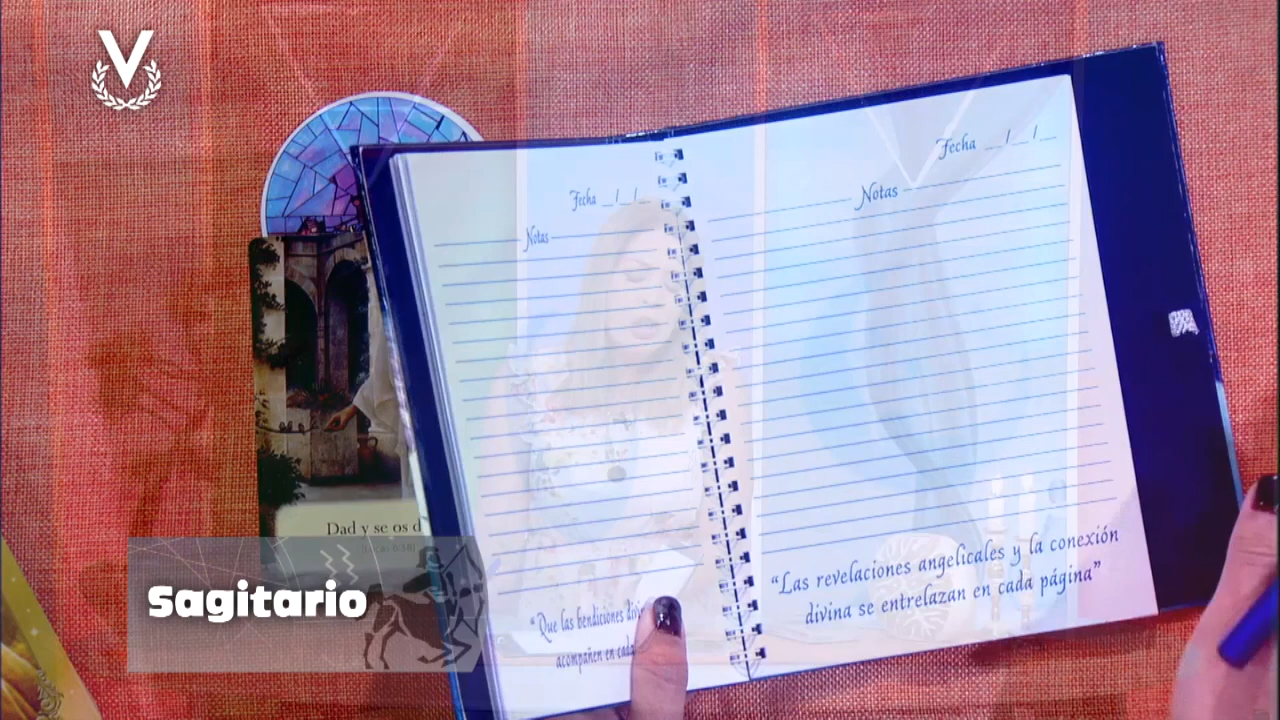 V
Fecha __/__/__
Notas
Fecha __/__/__
Notas
Dad y se os d
Sagitario
"Que las bendiciones divi
acompañen en cada
"Las revelaciones angelicales y la conexión
divina se entrelazan en cada página"